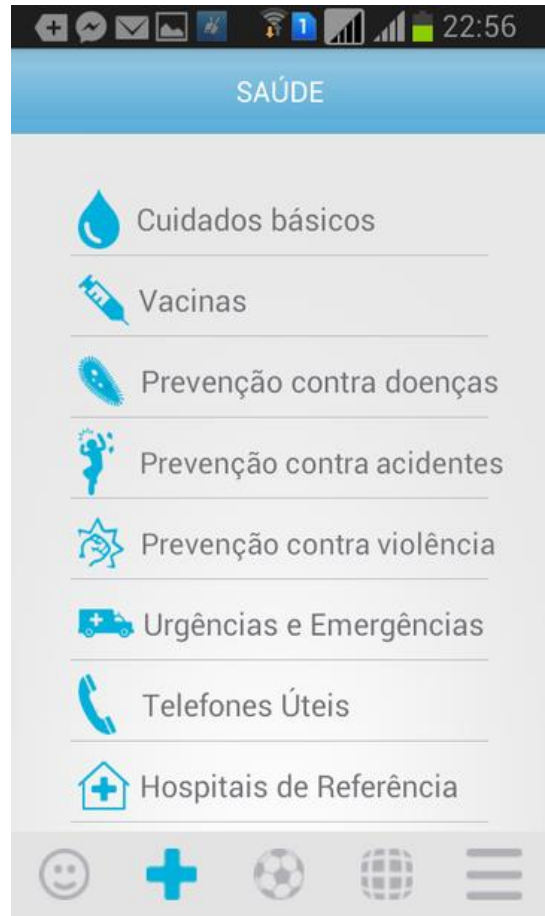 1
22:56
SAÚDE
Cuidados básicos
Vacinas
Prevenção contra doenças
Prevenção contra acidentes
Prevenção contra violência
Urgências e Emergências
Telefones Úteis
Hospitais de Referência